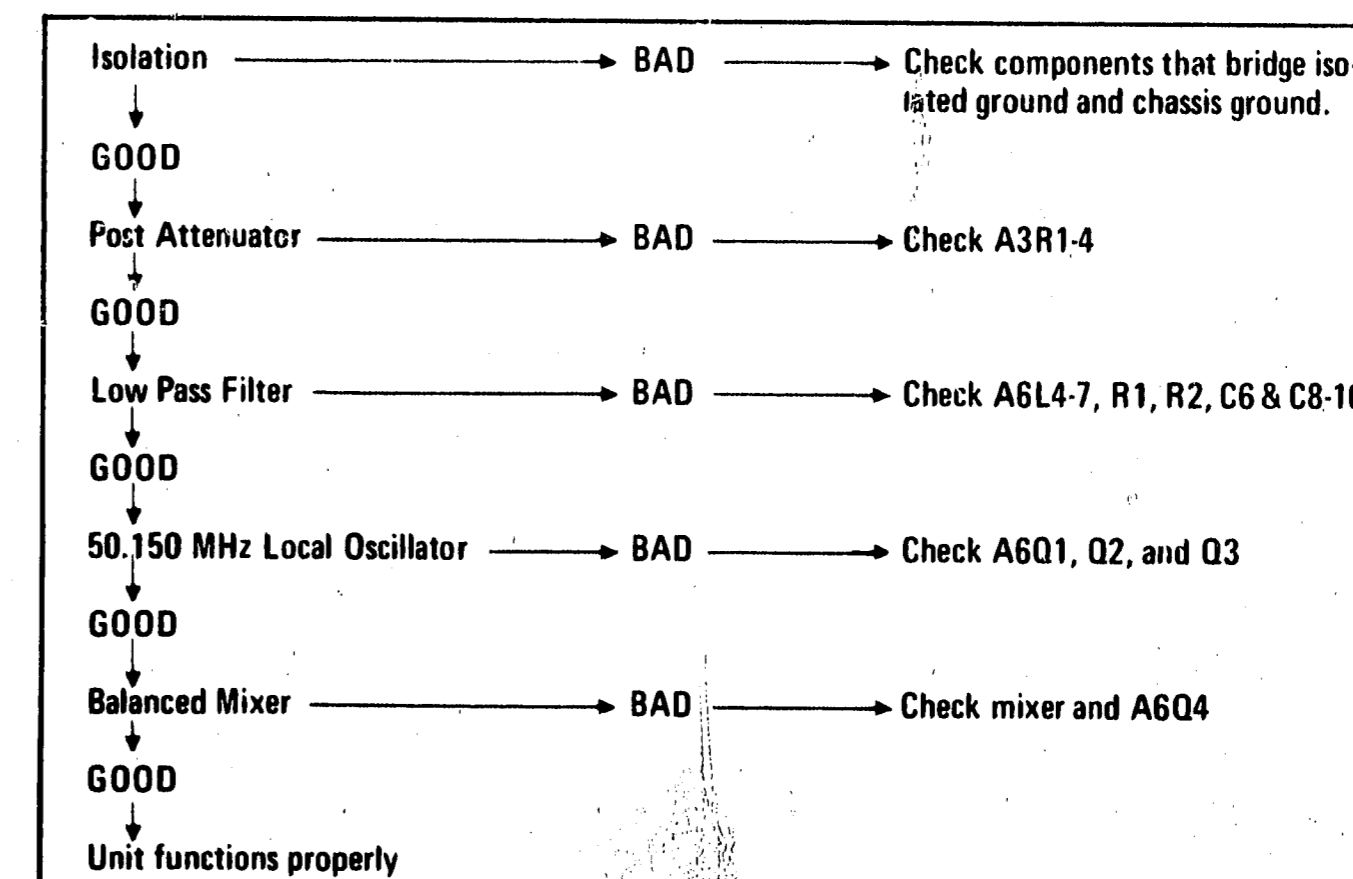 Isolation BAD Check components that bridge iso-
lated ground and chassis ground.
GOOD
Post Attenuator BAD Check A3R1-4
GOOD
Low Pass Filter BAD Check A6L4-7, R1, R2, C6 & C8-10
GOOD
50.150 MHz Local Oscillator BAD Check A6Q1, Q2, and Q3
GOOD
Balanced Mixer BAD Check mixer and A6Q4
GOOD
Unit functions properly